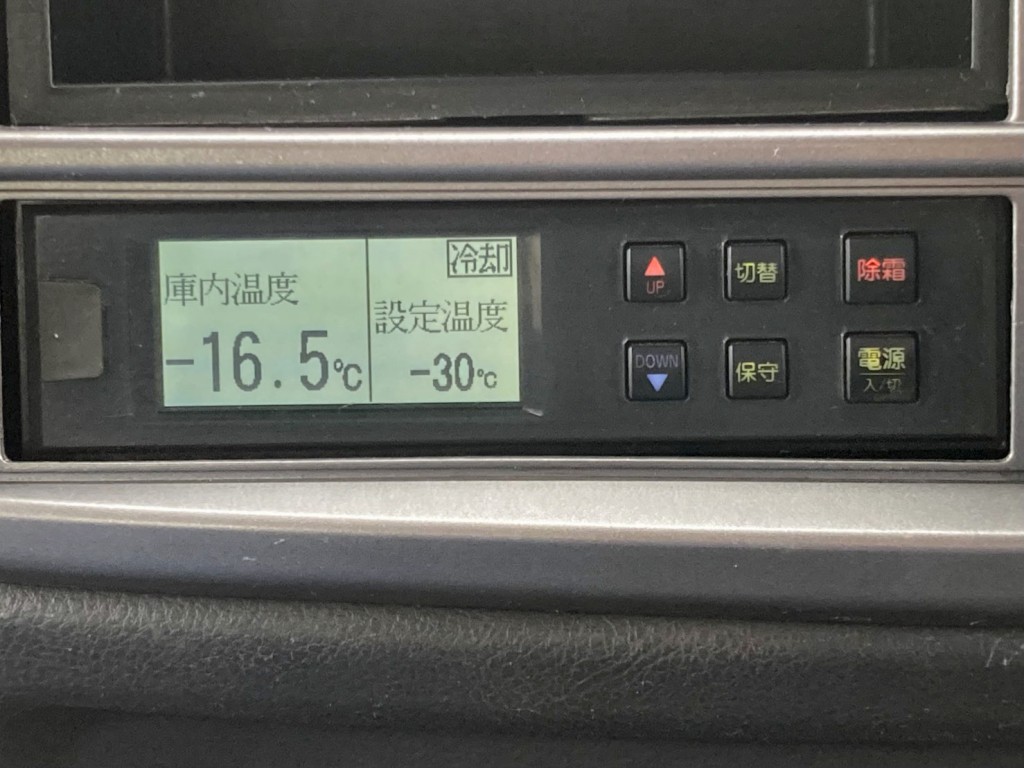 庫内温度
-16.5℃
冷却
設定温度
-30℃
UP
切替
除霜
DOWN
保守
電源
入/切